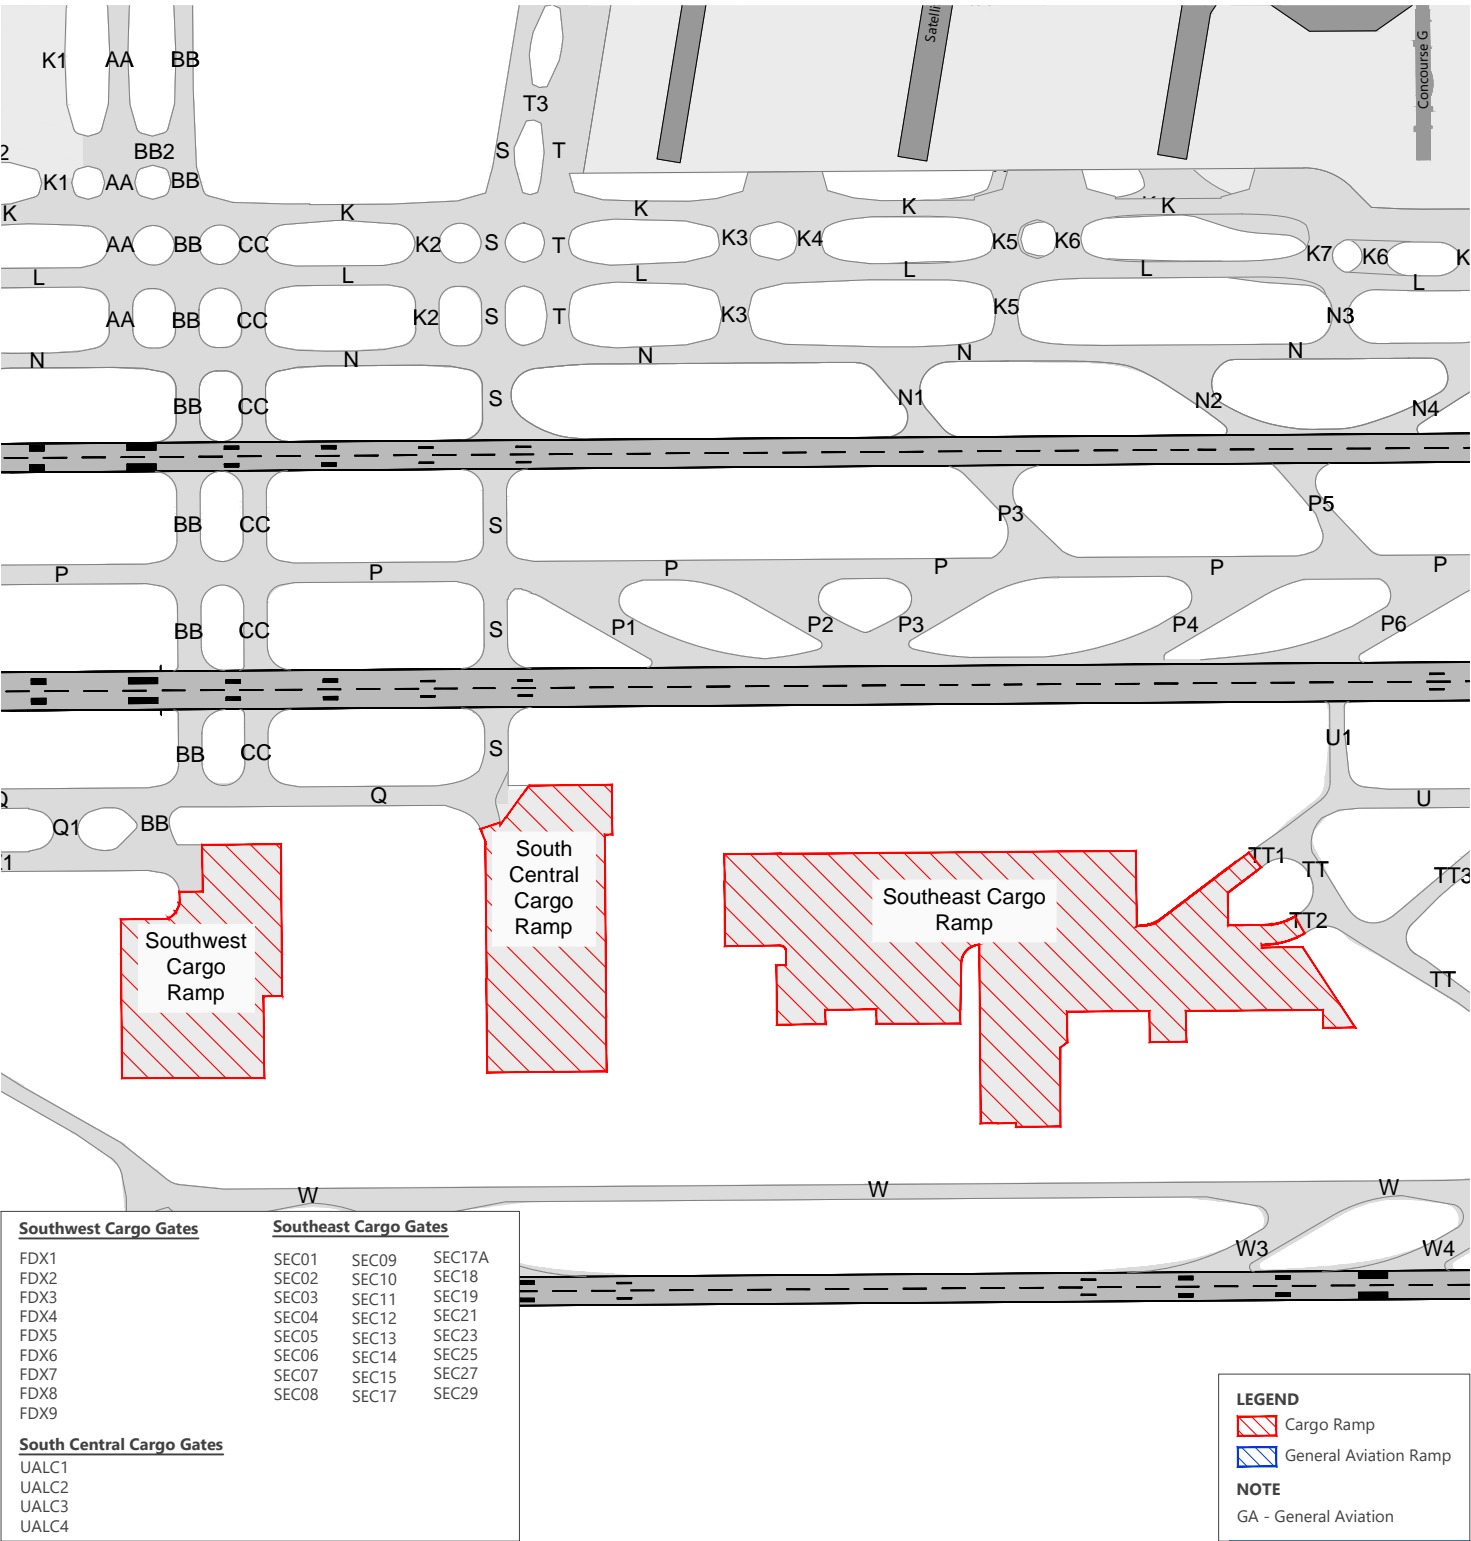 Satelli
Concourse G
K1 AA BB
T3
2 BB2 S T
K1 AA BB
K K K K K
AA BB CC K2 S T K3 K4 K5 K6 K7 K6 K
L L L L L L
AA BB CC K2 S T K3 K5 N3
N N N N N
BB CC S N1 N2 N4
BB CC S P3 P5
P P P P P P
BB CC S P1 P2 P3 P4 P6
BB CC S U1
Q Q U
Q1 BB
1 TT1 TT TT3
South
Central
Cargo
Ramp
Southeast Cargo
Ramp
TT2
Southwest
Cargo
Ramp
TT
W W W
W3 W4
Southwest Cargo Gates
FDX1
FDX2
FDX3
FDX4
FDX5
FDX6
FDX7
FDX8
FDX9
South Central Cargo Gates
UALC1
UALC2
UALC3
UALC4
Southeast Cargo Gates
SEC01 SEC09 SEC17A
SEC02 SEC10 SEC18
SEC03 SEC11 SEC19
SEC04 SEC12 SEC21
SEC05 SEC13 SEC23
SEC06 SEC14 SEC25
SEC07 SEC15 SEC27
SEC08 SEC17 SEC29
LEGEND
Cargo Ramp
General Aviation Ramp
NOTE
GA - General Aviation